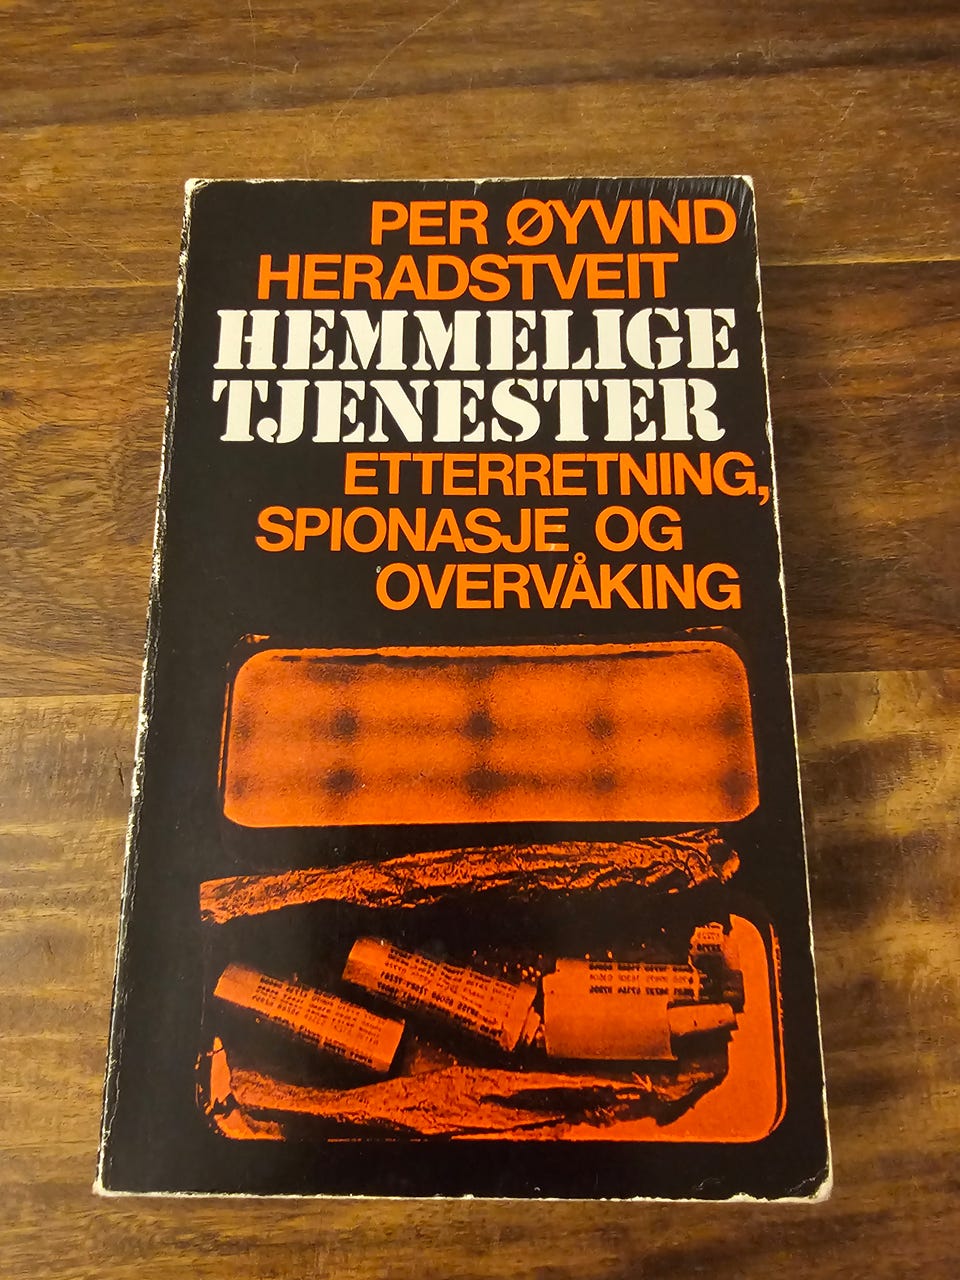 PER ØYVIND
HERADSTVEIT
HEMMELIGE
TJENESTER
ETTERRETNING,
SPIONASJE OG
OVERVÅKING